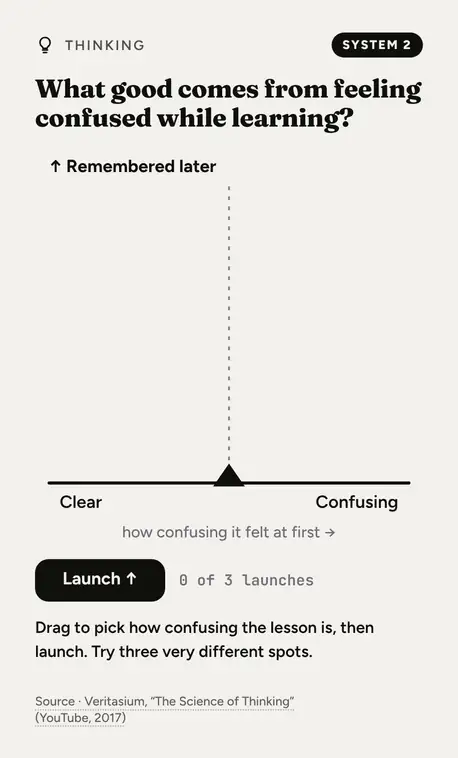 THINKING
SYSTEM 2
What good comes from feeling
confused while learning?
↑ Remembered later
Clear
Confusing
how confusing it felt at first →
Launch ↑
0 of 3 launches
Drag to pick how confusing the lesson is, then
launch. Try three very different spots.
Source · Veritasium, “The Science of Thinking”
(YouTube, 2017)